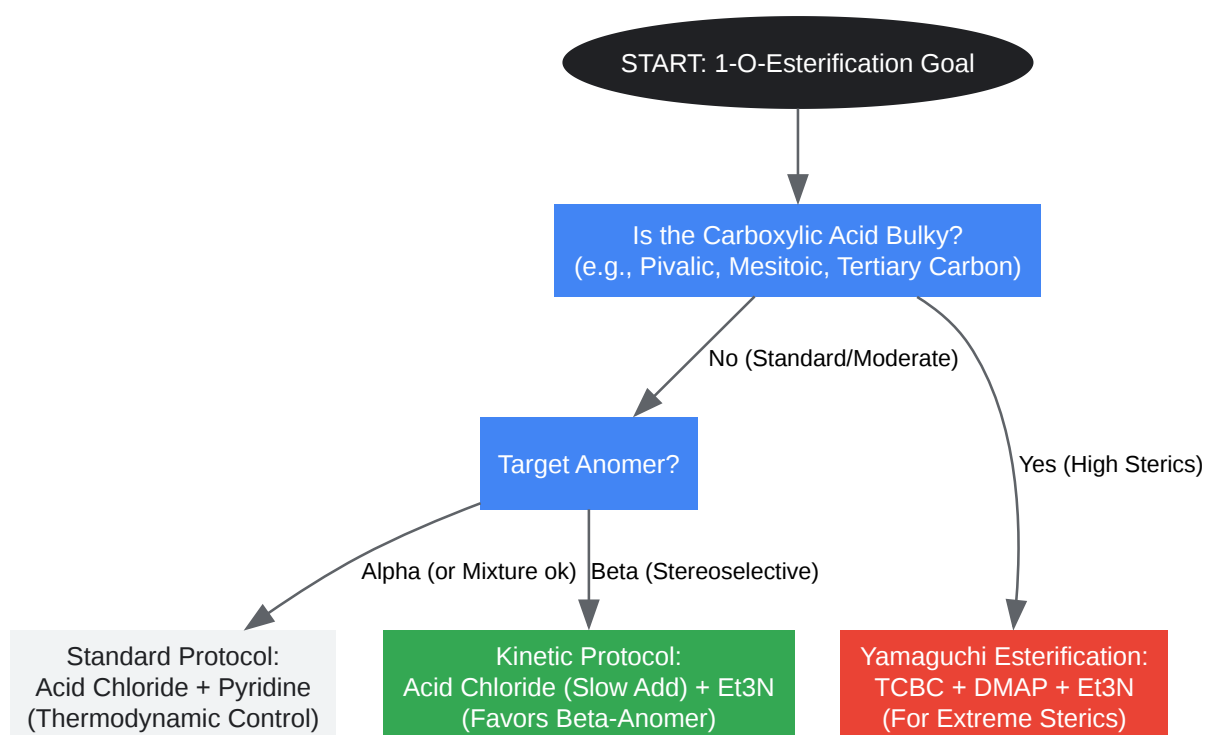 START: 1-O-Esterification Goal
Is the Carboxylic Acid Bulky?
(e.g., Pivalic, Mesitoic, Tertiary Carbon)
No (Standard/Moderate)
Target Anomer?
Yes (High Sterics)
Alpha (or Mixture ok)
Beta (Stereoselective)
Standard Protocol:
Acid Chloride + Pyridine
(Thermodynamic Control)
Kinetic Protocol:
Acid Chloride (Slow Add) + Et3N
(Favors Beta-Anomer)
Yamaguchi Esterification:
TCBC + DMAP + Et3N
(For Extreme Sterics)